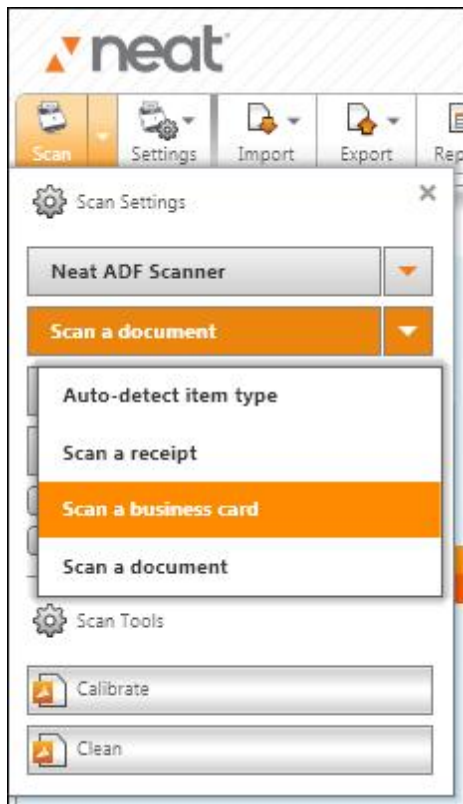 neat
Scan Settings Import Export Rep
Scan Settings
Neat ADF Scanner
Scan a document
Auto-detect item type
Scan a receipt
Scan a business card
Scan a document
Scan Tools
Calibrate
Clean